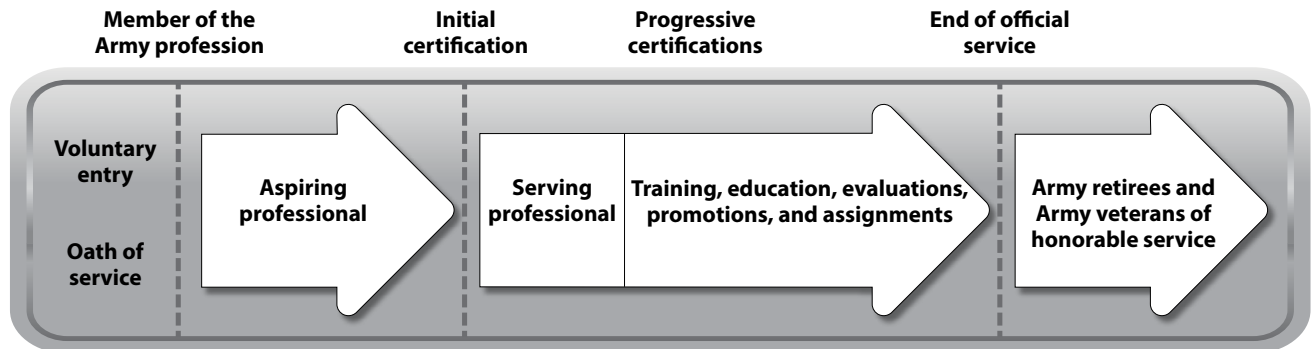 Member of the
Army profession
Initial
certification
Progressive
certifications
End of official
service
Voluntary
entry
Oath of
service
Aspiring
professional
Serving
professional
Training, education, evaluations,
promotions, and assignments
Army retirees and
Army veterans of
honorable service